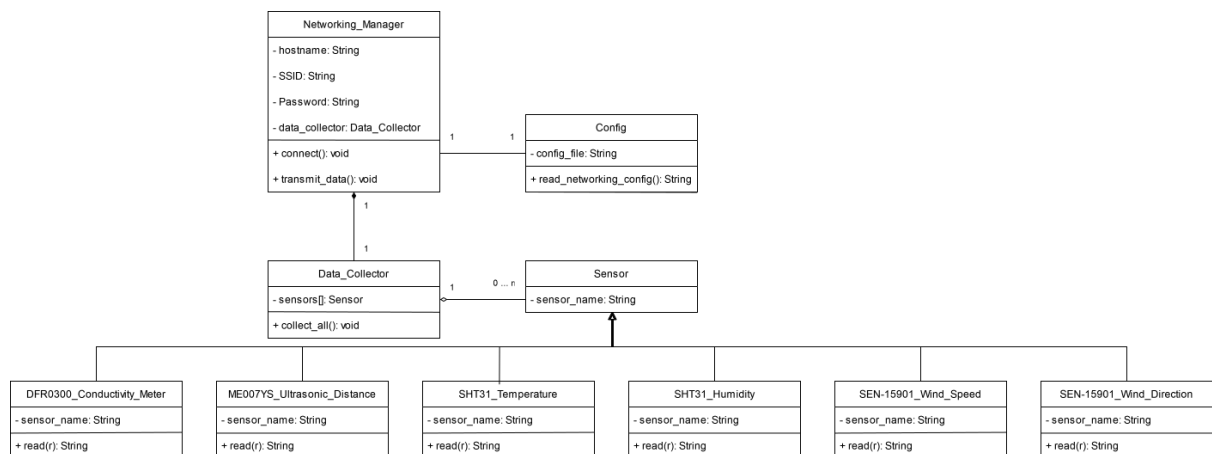 Networking_Manager
- hostname: String
- SSID: String
- Password: String
- data_collector: Data_Collector
+ connect(): void
+ transmit_data(): void
1
1
Config
- config_file: String
+ read_networking_config(): String
1
1
Data_Collector
- sensors[]: Sensor
+ collect_all(): void
1
0 ... n
Sensor
- sensor_name: String
DFR0300_Conductivity_Meter
- sensor_name: String
+ read(r): String
ME007YS_Ultrasonic_Distance
- sensor_name: String
+ read(r): String
SHT31_Temperature
- sensor_name: String
+ read(r): String
SHT31_Humidity
- sensor_name: String
+ read(r): String
SEN-15901_Wind_Speed
- sensor_name: String
+ read(r): String
SEN-15901_Wind_Direction
- sensor_name: String
+ read(r): String